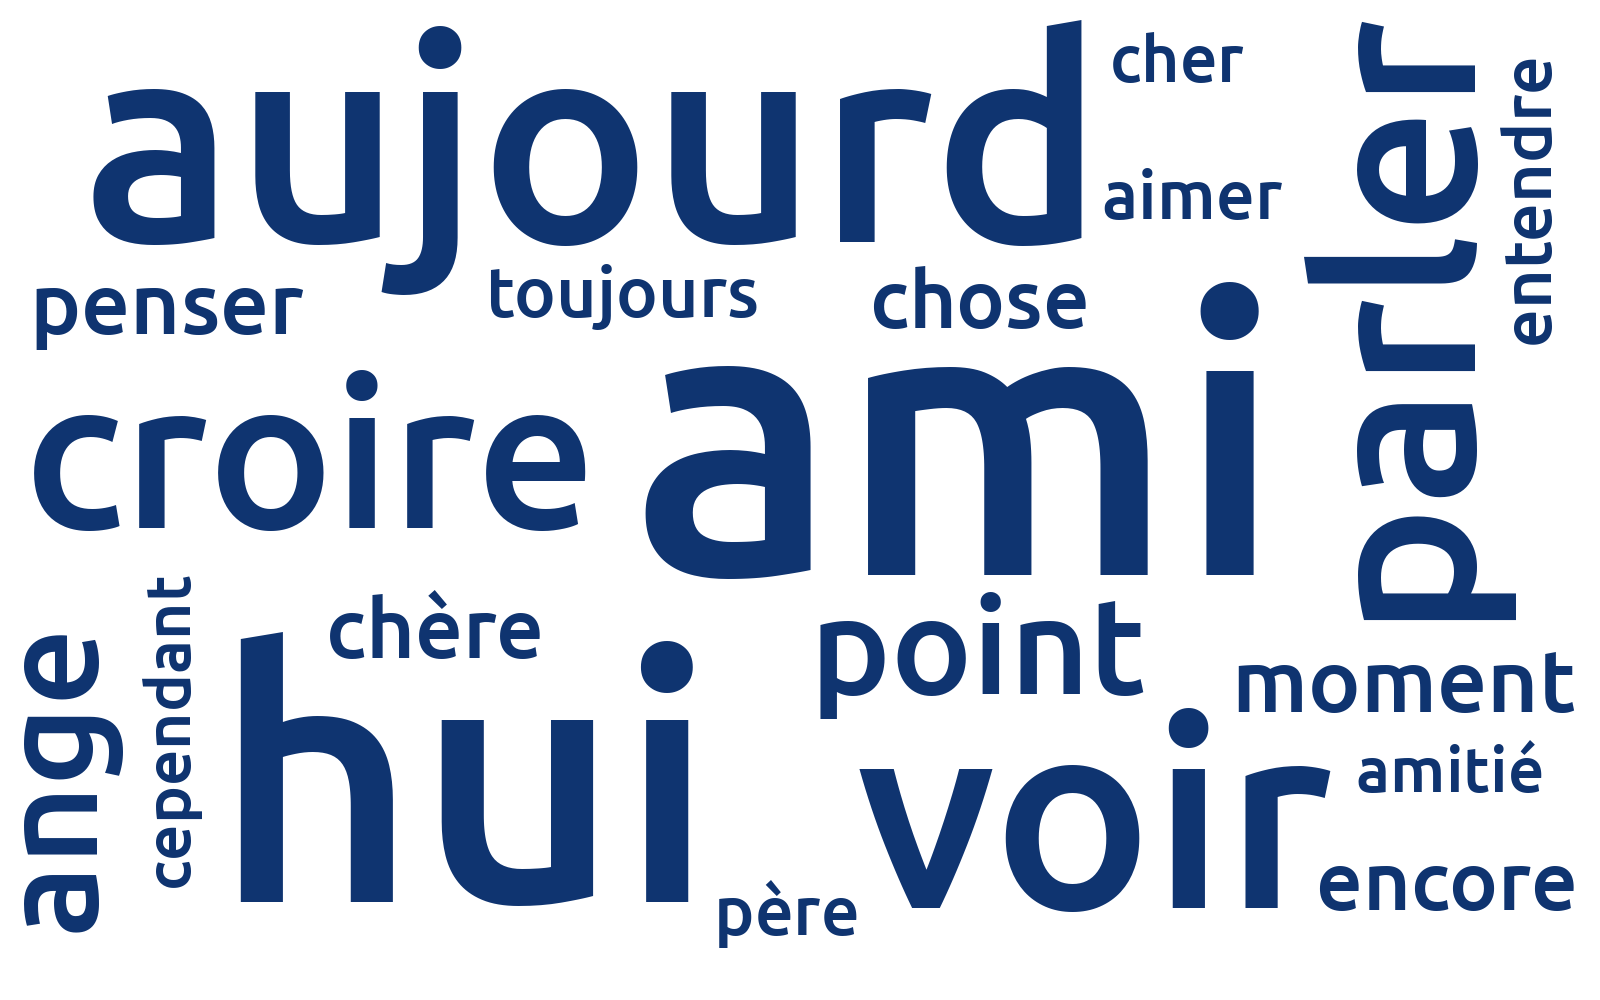 aujourd
cher
aimer
parler
entendre
penser
toujours
chose
croire
ami
ange
cependant
chère
hui
point
voir
moment
amitié
encore
père